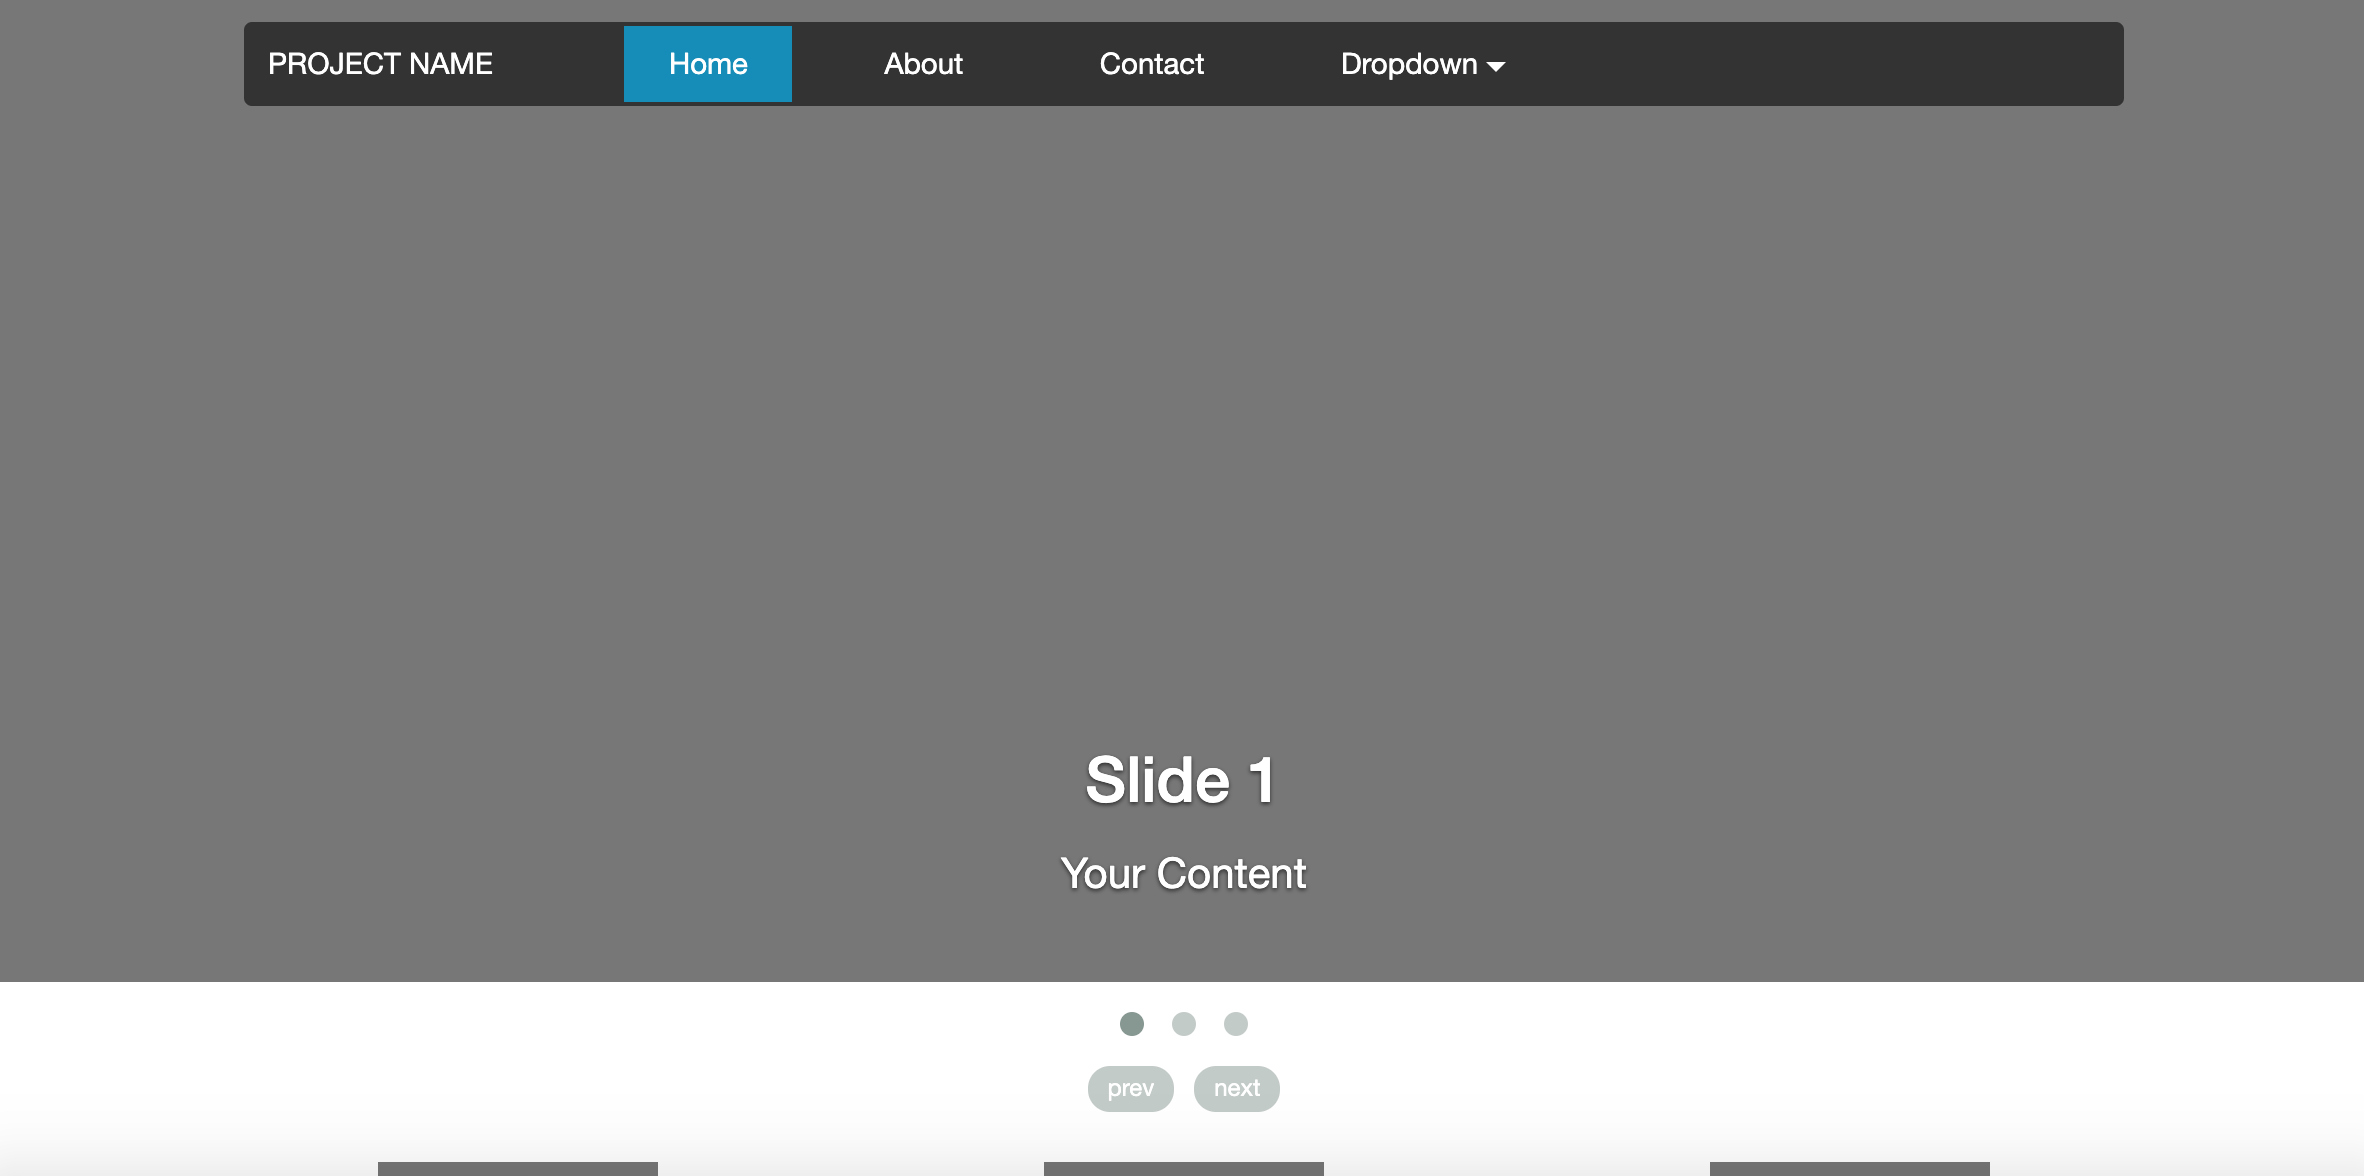 PROJECT NAME Home About Contact Dropdown
Slide 1
Your Content
prev next